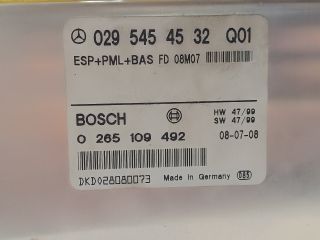 029 545 45 32 Q01
ESP+PML+BAS FD 08M07
BOSCH
HW 47/99
SW 47/99
0 265 109 492 08-07-08
DKD028080073 Made in Germany DBS